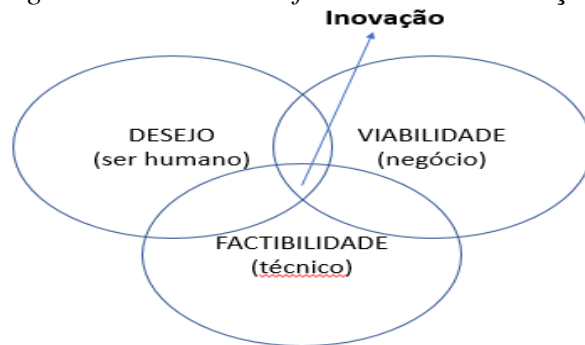 Inovação
DESEJO
(ser humano)
VIABILIDADE
(negócio)
FACTIBILIDADE
(técnico)